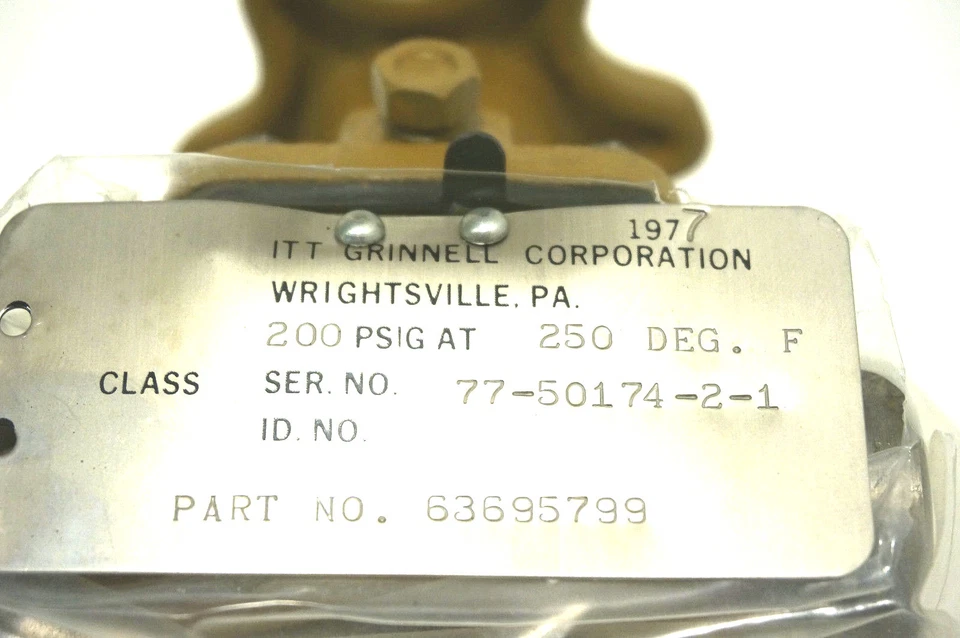 1977
ITT GRINNELL CORPORATION
WRIGHTSVILLE, PA.
200 PSIG AT 250 DEG. F
CLASS SER. NO. 77-50174-2-1
ID. NO.
PART NO. 63695799